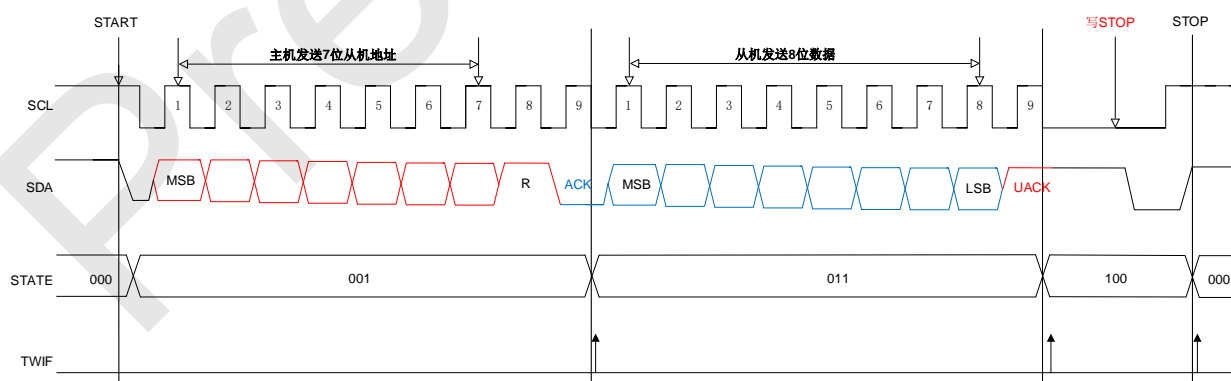 START 写STOP STOP
主机发送7位从机地址 从机发送8位数据
SCL 1 2 3 4 5 6 7 8 9 1 2 3 4 5 6 7 8 9
SDA MSB R ACK MSB LSB UACK
STATE 000 001 011 100 000
TWIF
Pre